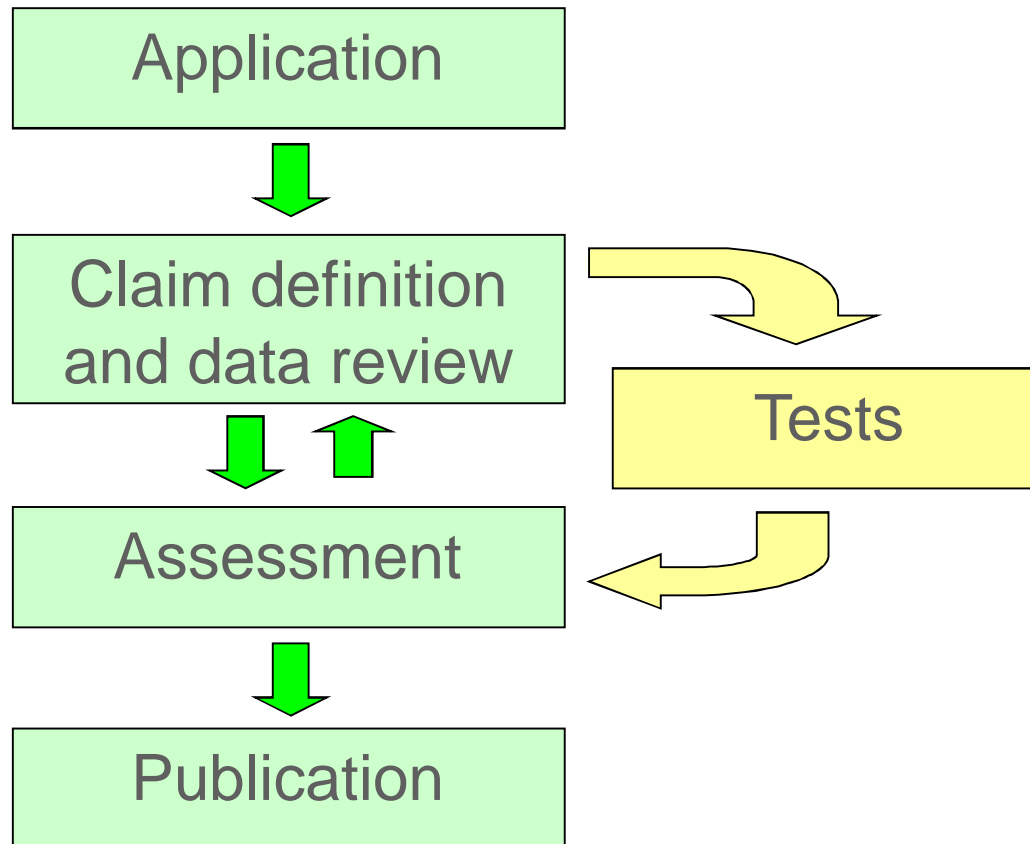 Application
Claim definition
and data review
Tests
Assessment
Publication